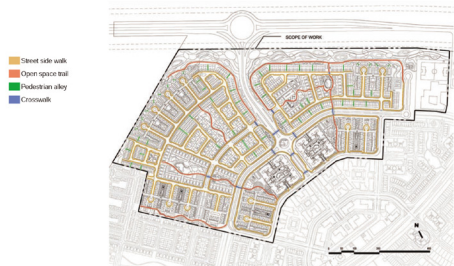 SCOPE OF WORK
Street side walk
Open space trail
Pedestrian alley
Crosswalk
N